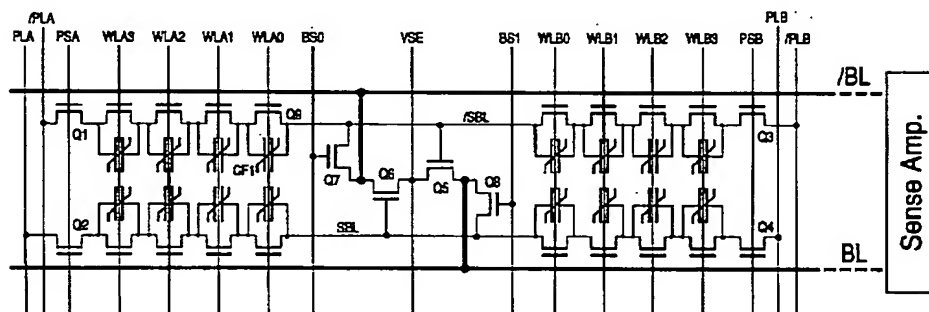 /PLA PLB
PLA PSA WLA3 WLA2 WLA1 WLA0 BS0 VSE BS1 WLB0 WLB1 WLB2 WLB3 PSB /PLB
/BL
Q1 Q9 /SBL Q3
CF1 Q7 Q6 Q5 Q8
Q2 SBL Q4
BL
Sense Amp.